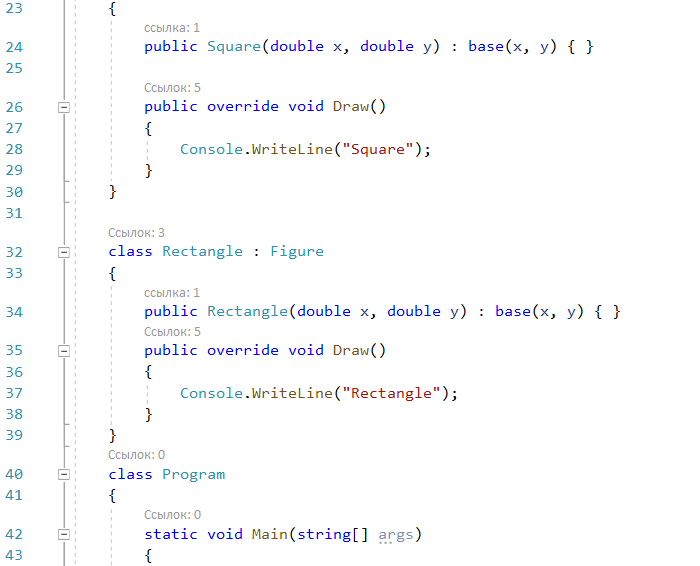 23 {
ссылка: 1
24 public Square(double x, double y) : base(x, y) { }
25
Ссылок: 5
26 public override void Draw()
27 {
28 Console.WriteLine("Square");
29 }
30 }
31
Ссылок: 3
32 class Rectangle : Figure
33 {
ссылка: 1
34 public Rectangle(double x, double y) : base(x, y) { }
Ссылок: 5
35 public override void Draw()
36 {
37 Console.WriteLine("Rectangle");
38 }
39 }
Ссылок: 0
40 class Program
41 {
Ссылок: 0
42 static void Main(string[] args)
43 {